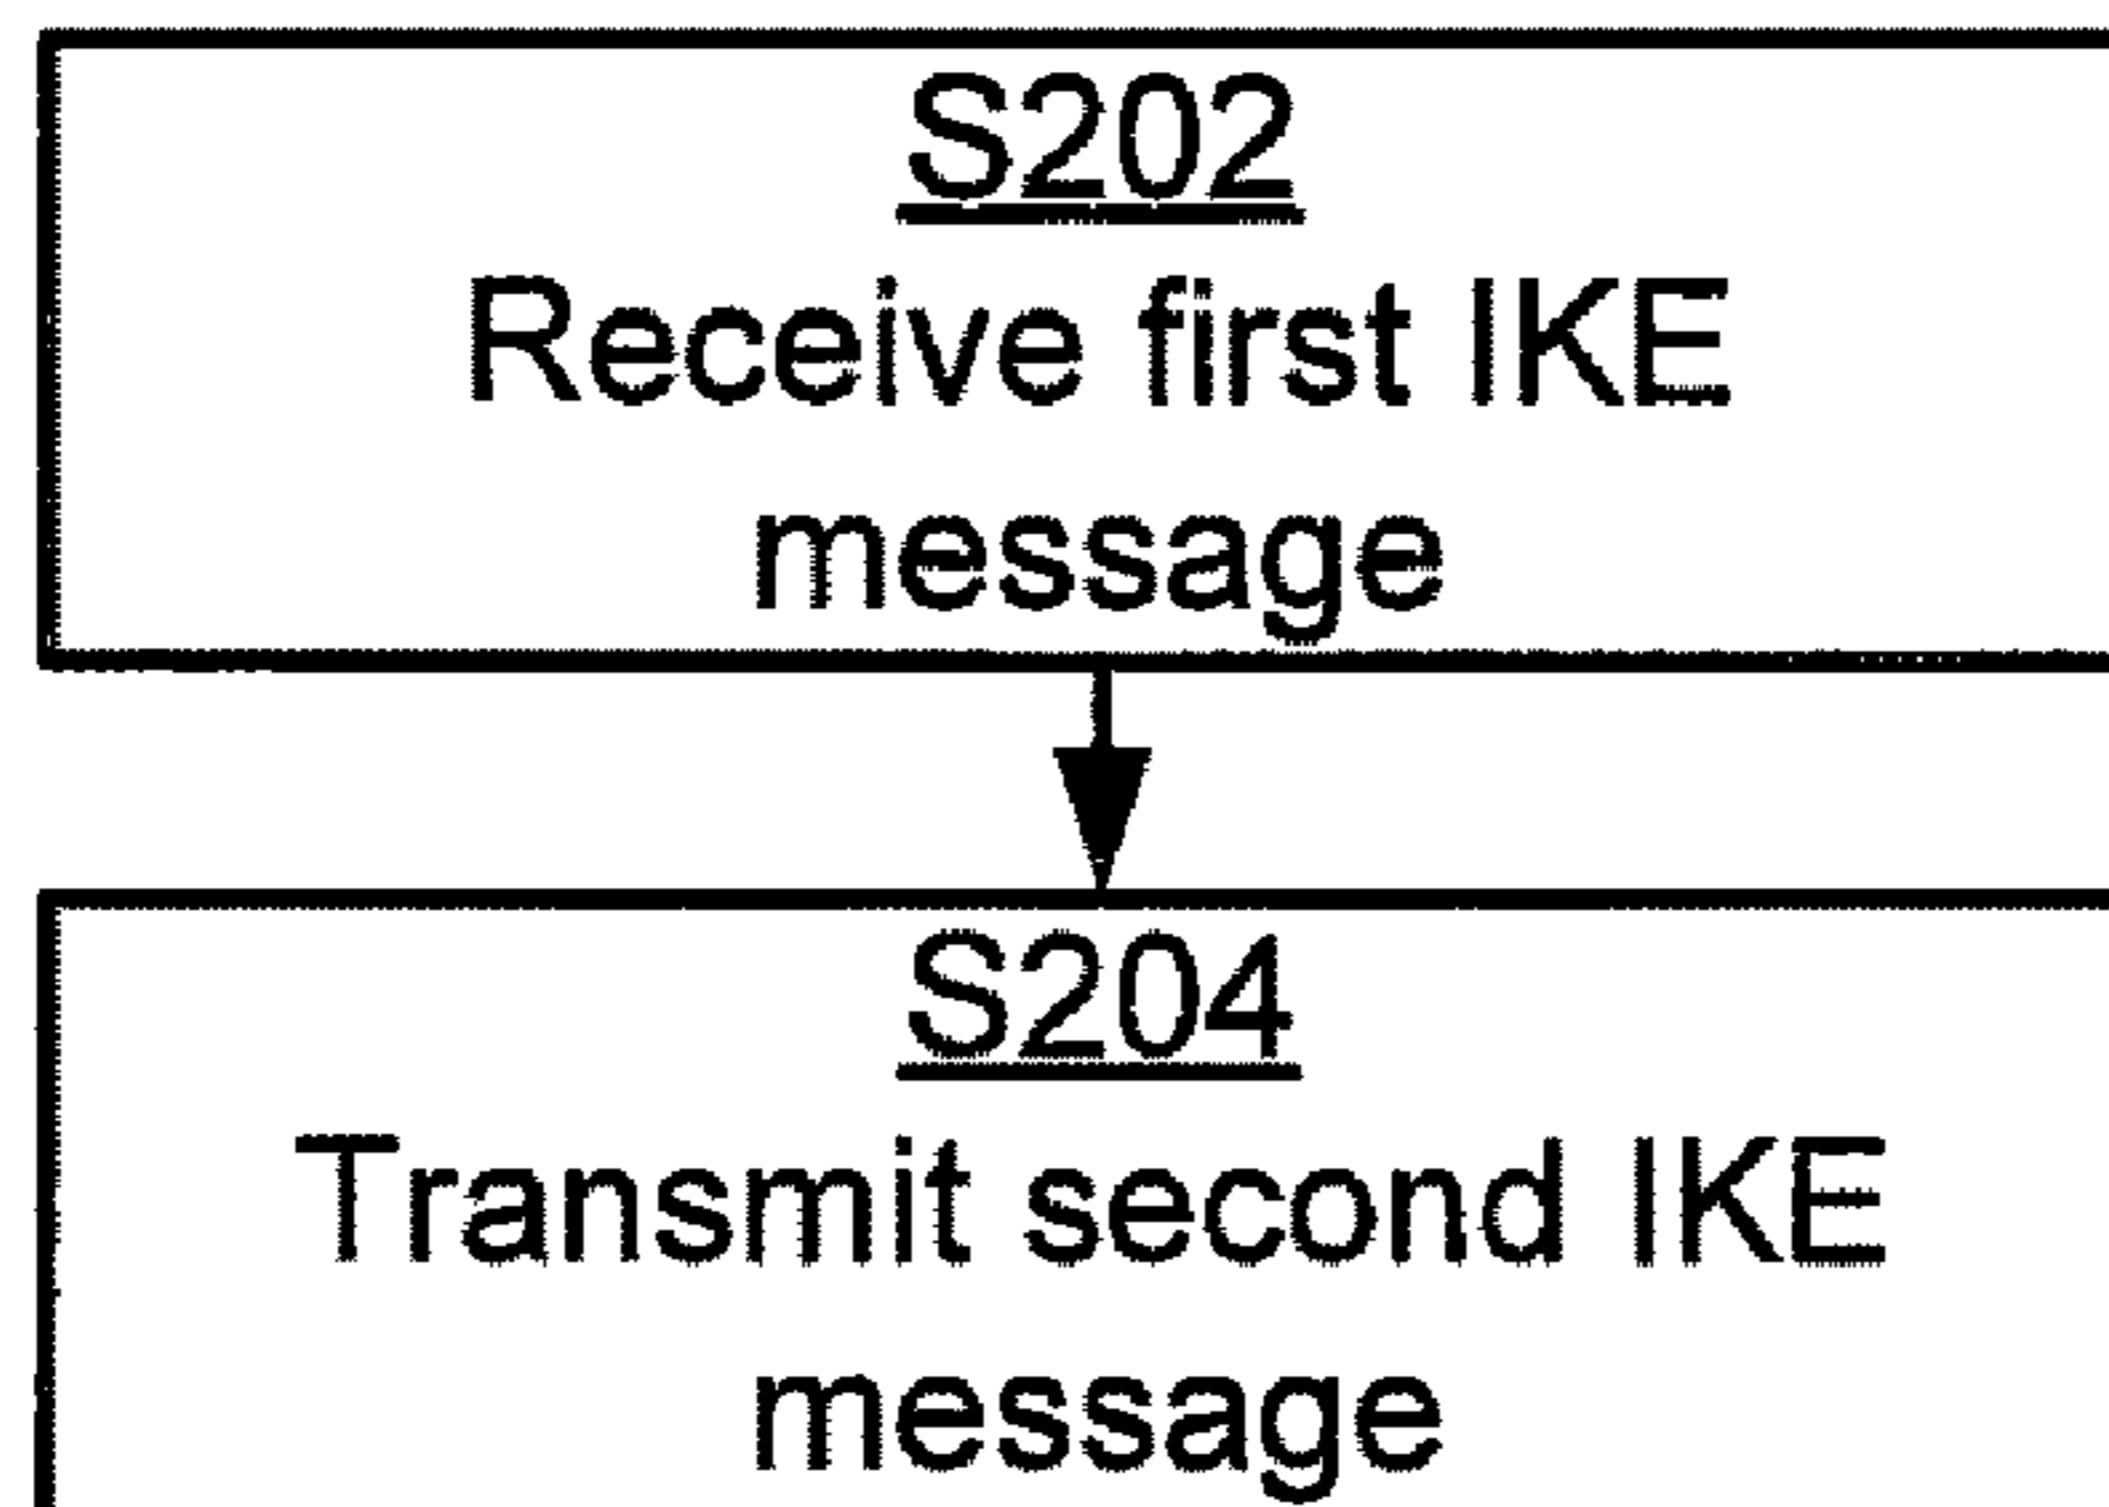 S202
Receive first IKE
message
S204
Transmit second IKE
message